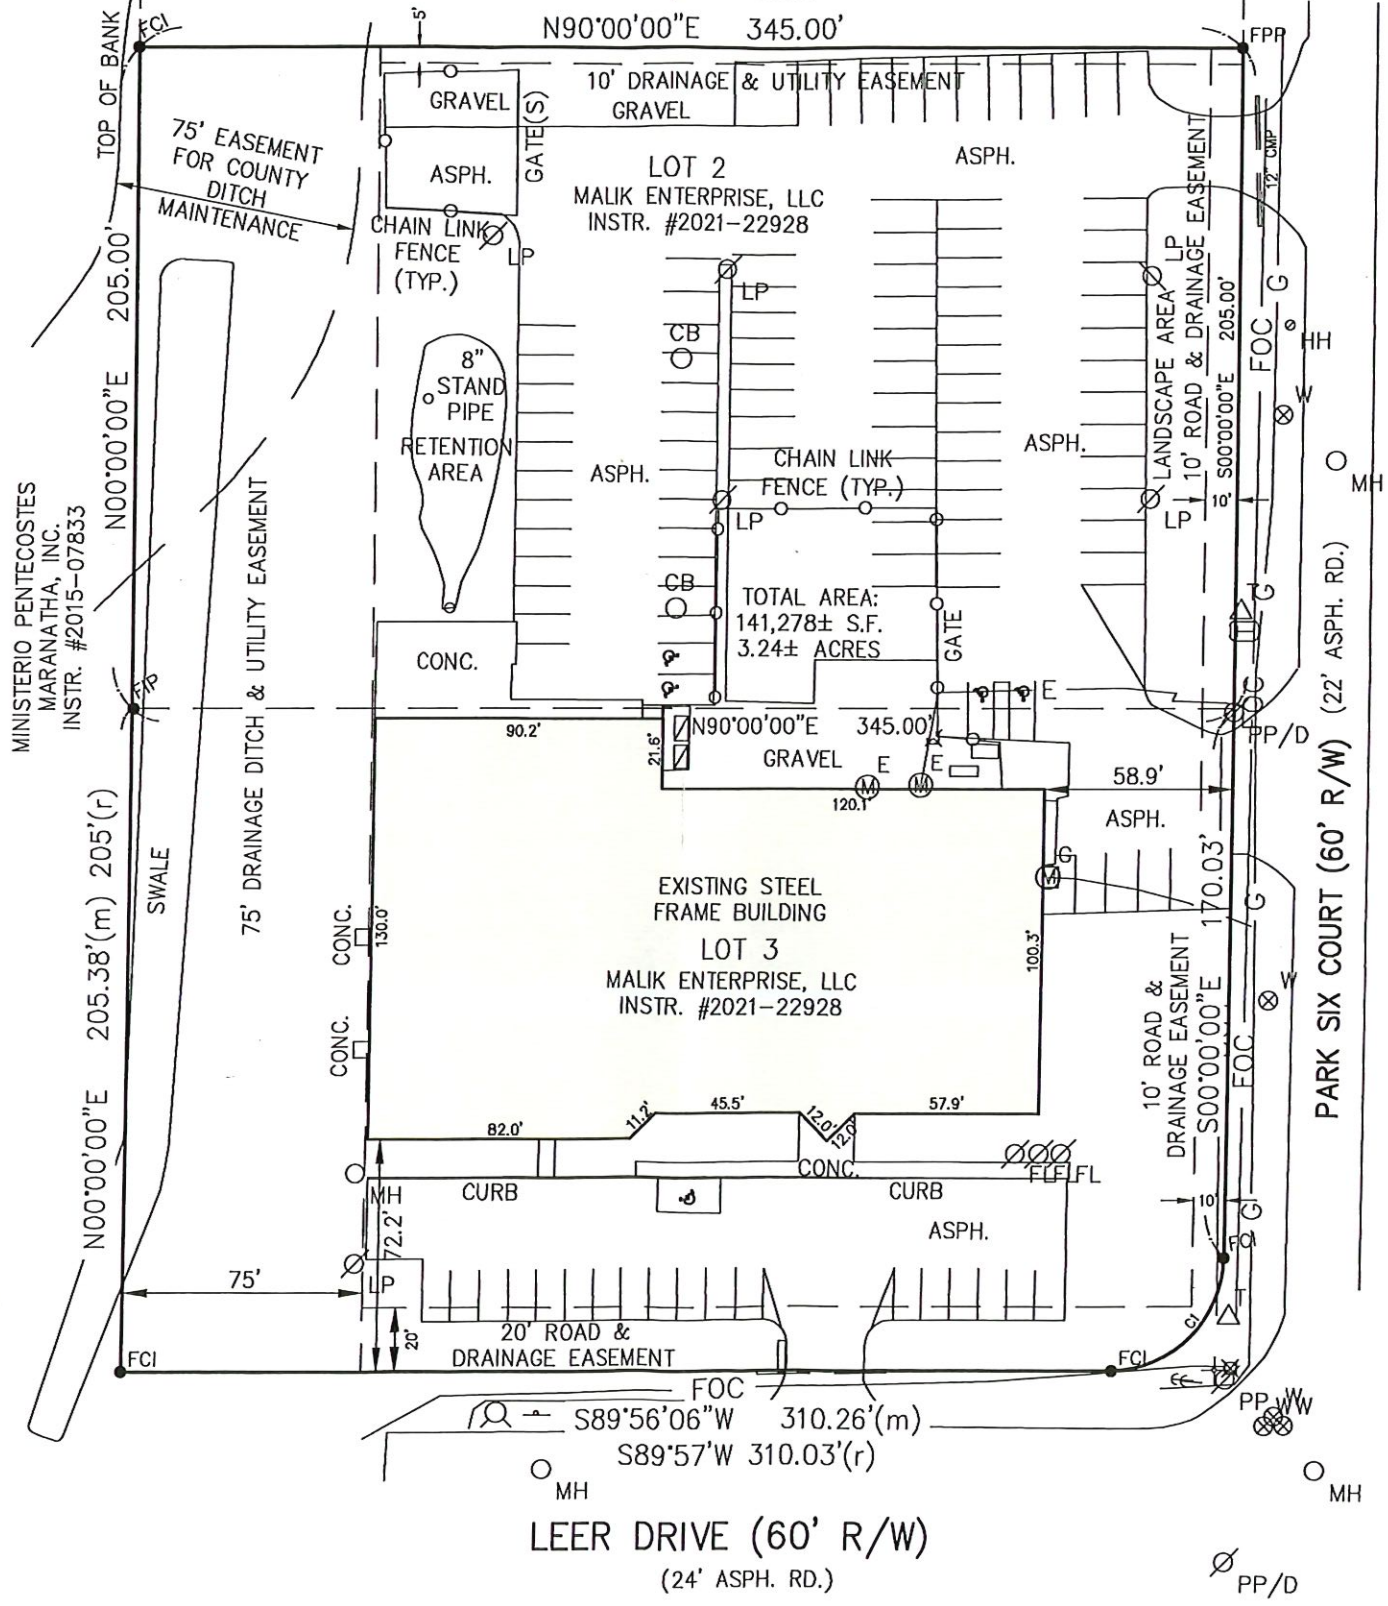 FCI
5'
N90°00'00"E 345.00'
FPP
TOP OF BANK
10' DRAINAGE & UTILITY EASEMENT
GRAVEL
GRAVEL
GATE(S)
75' EASEMENT
FOR COUNTY
DITCH
MAINTENANCE
ASPH.
LOT 2
MALIK ENTERPRISE, LLC
INSTR. #2021-22928
ASPH.
12" CMP
CHAIN LINK
FENCE
(TYP.)
LP
LP
LP
10' ROAD & DRAINAGE EASEMENT
LANDSCAPE AREA
S00°00'00"E 205.00'
N00°00'00"E 205.00'
FOC
G
HH
W
CB
8"
STAND
PIPE
RETENTION
AREA
ASPH.
ASPH.
CHAIN LINK
FENCE (TYP.)
LP
LP
10'
MH
MINISTERIO PENTECOSTES
MARANATHA, INC.
INSTR. #2015-07833
75' DRAINAGE DITCH & UTILITY EASEMENT
CB
TOTAL AREA:
141,278± S.F.
3.24± ACRES
GATE
T
G
CONC.
FIP
E
PP/D
90.2'
21.6'
N90°00'00"E 345.00'
GRAVEL
E
E
M
M
120.1'
58.9'
ASPH.
G
M
N00°00'00"E 205.38'(m) 205'(r)
SWALE
CONC.
130.0'
CONC.
EXISTING STEEL
FRAME BUILDING
LOT 3
MALIK ENTERPRISE, LLC
INSTR. #2021-22928
100.3'
10' ROAD &
DRAINAGE EASEMENT
S00°00'00"E 170.03'
G
W
FOC
PARK SIX COURT (60' R/W) (22' ASPH. RD.)
82.0'
11.2'
45.5'
12.0'
12.0'
57.9'
CONC.
FL
FL
FL
MH
CURB
CURB
72.2'
ASPH.
10'
G
FCI
75'
LP
T
C1
20'
20' ROAD &
DRAINAGE EASEMENT
FCI
FCI
FOC
PP
W
W
W
S89°56'06"W 310.26'(m)
S89°57'W 310.03'(r)
MH
MH
LEER DRIVE (60' R/W)
(24' ASPH. RD.)
PP/D